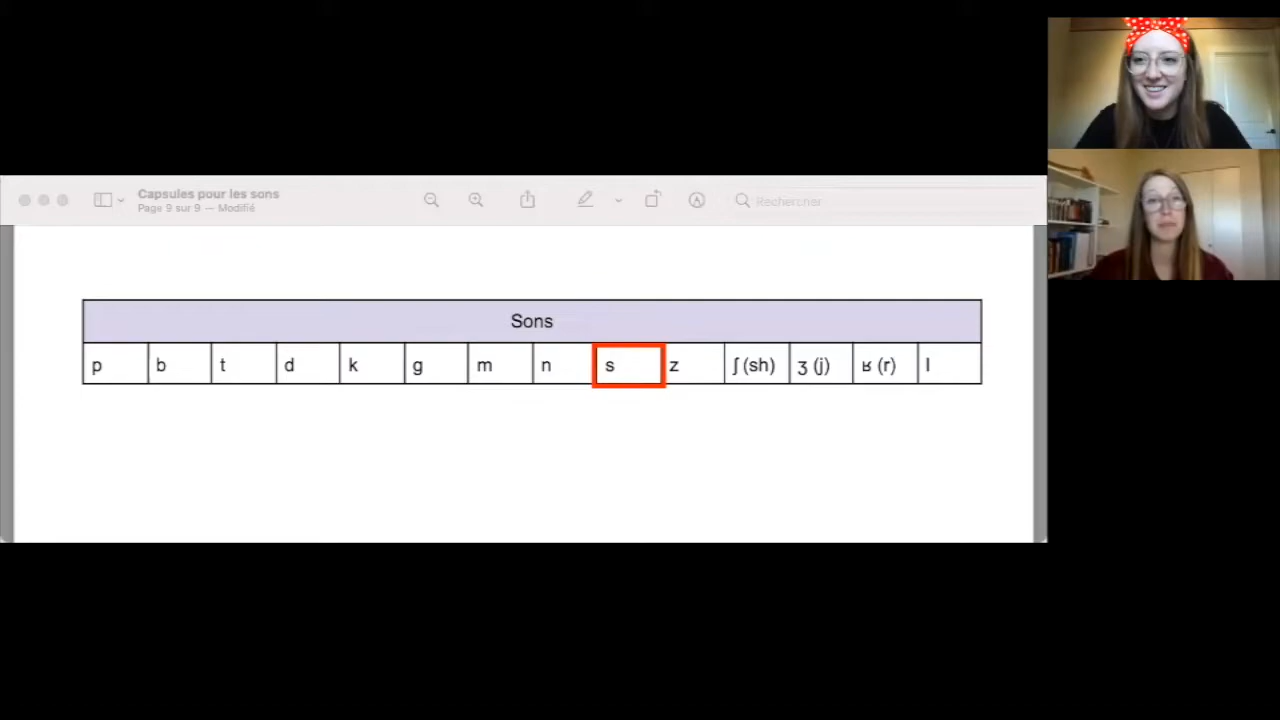 Capsules pour les sons
Page 9 sur 9 — Modifié
Rechercher
Sons
p b t d k g m n s z ʃ (sh) ʒ (j) ʁ (r) l